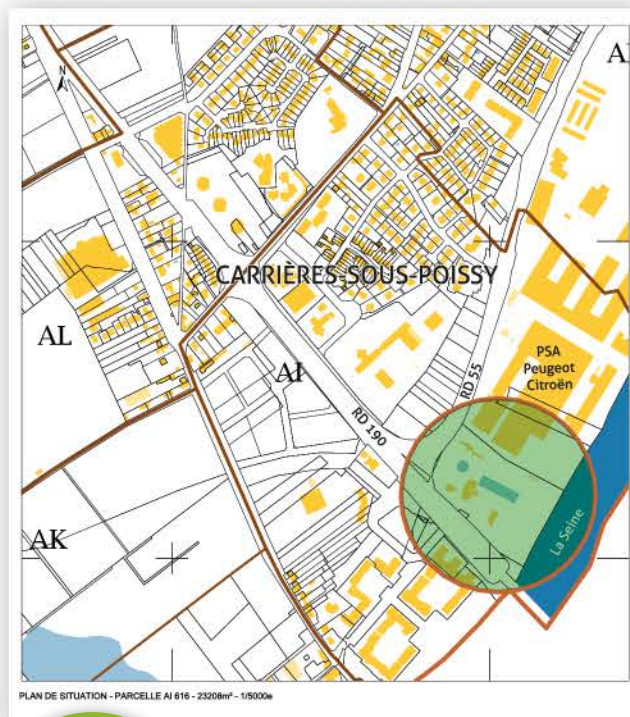 A
N
CARRIÈRES-SOUS-POISSY
AL
PSA
Peugeot
Citroën
AI
RD 55
RD 190
AK
La Seine
PLAN DE SITUATION - PARCELLE AI 616 - 23208m² - 1/5000e